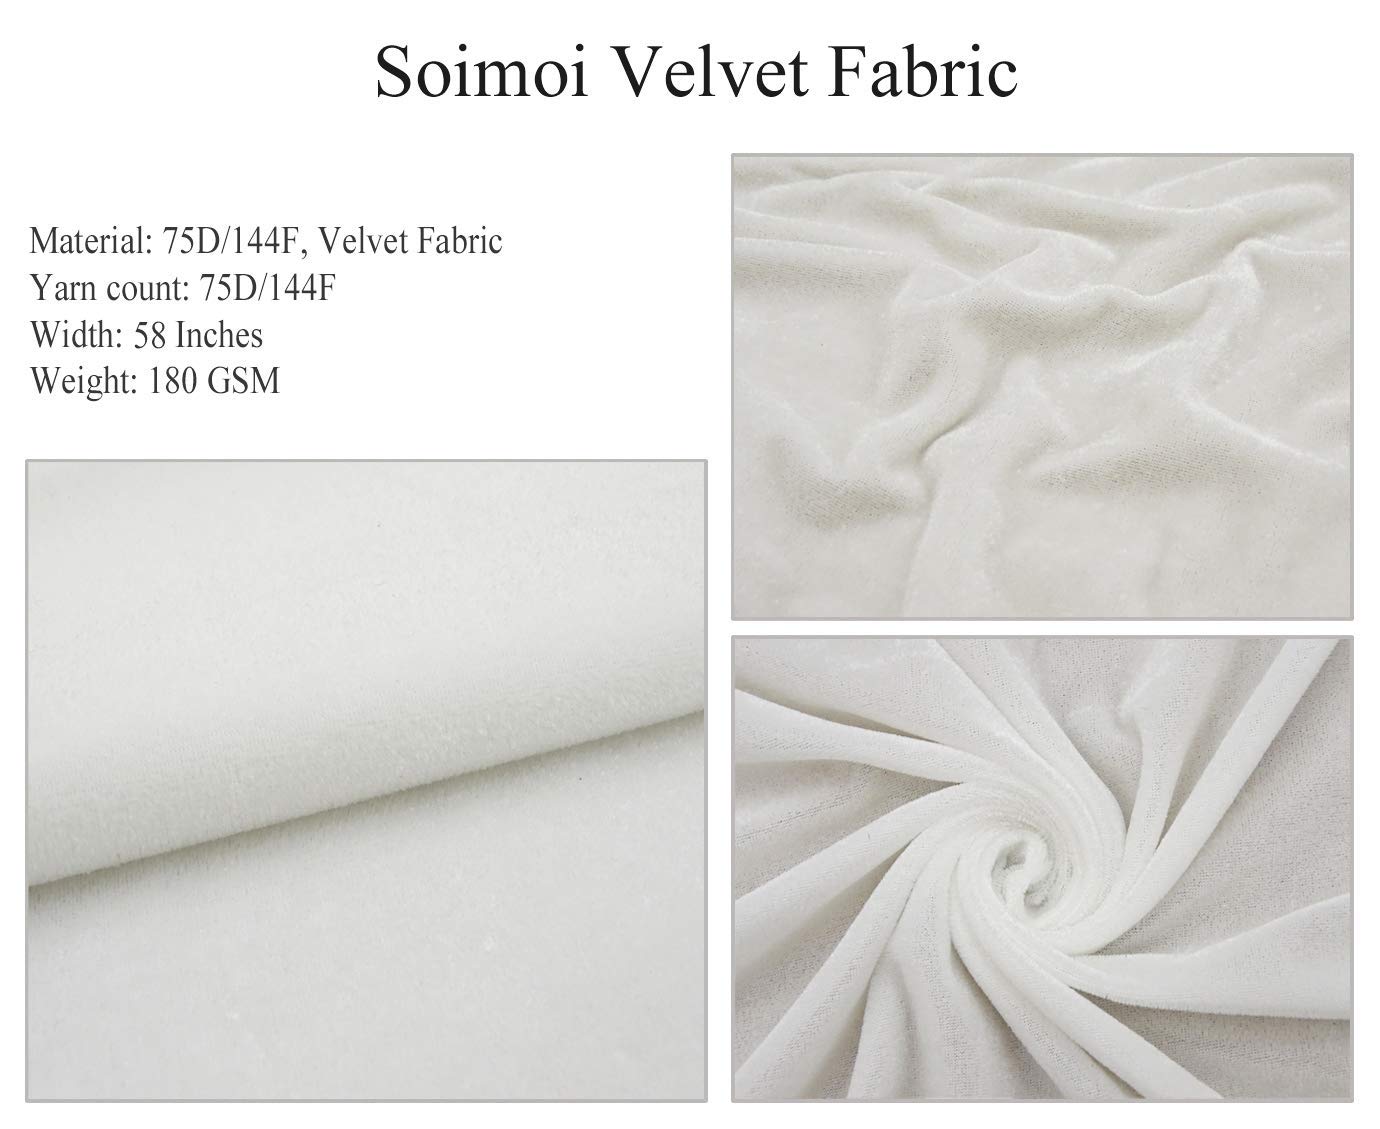 Soimoi Velvet Fabric
Material: 75D/144F, Velvet Fabric
Yarn count: 75D/144F
Width: 58 Inches
Weight: 180 GSM